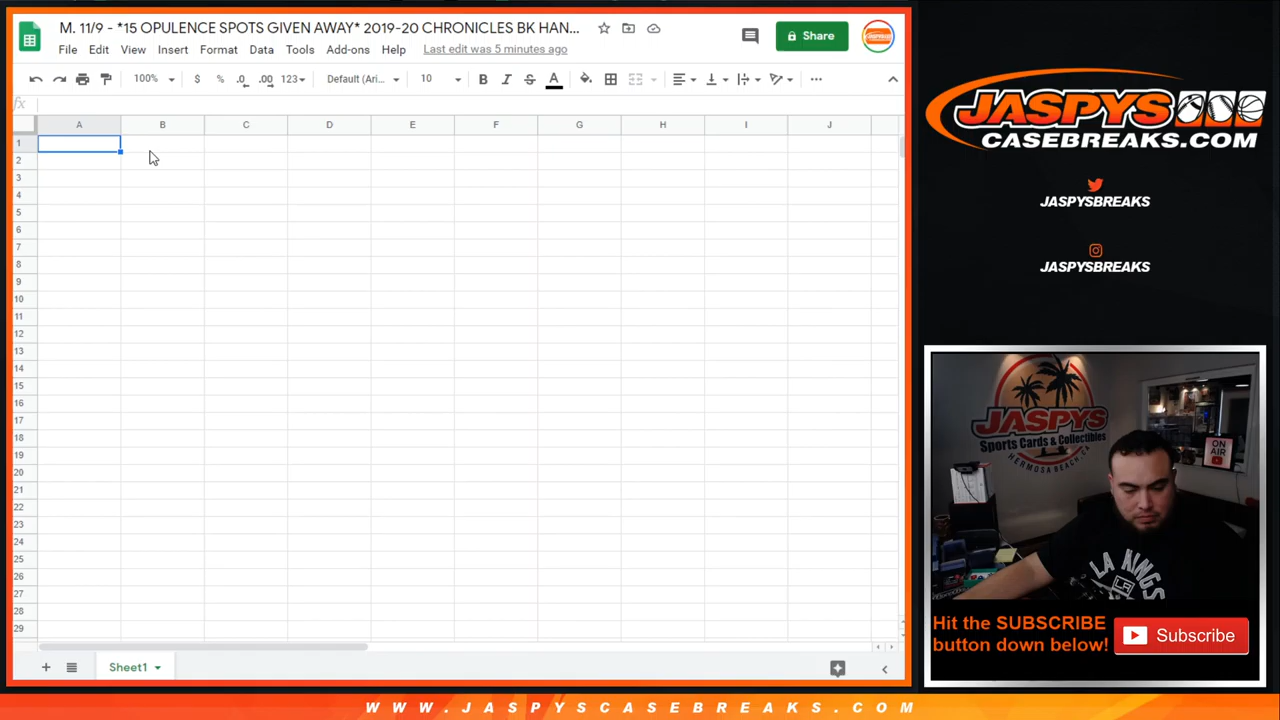 M. 11/9 - *15 OPULENCE SPOTS GIVEN AWAY* 2019-20 CHRONICLES BK HAN...
File Edit View Insert Format Data Tools Add-ons Help Last edit was 5 minutes ago
Share
100% $ % .0 .00 123 Default (Ari... 10 B I S A
fx
A B C D E F G H I J
1
2
3
4
5
6
7
8
9
10
11
12
13
14
15
16
17
18
19
20
21
22
23
24
25
26
27
28
29
Sheet1
JASPYS
CASEBREAKS.COM
JASPYSBREAKS
JASPYSBREAKS
JASPYS
Sports Cards & Collectibles
HERMOSA BEACH, CA
ON
AIR
LA KINGS
LA
Hit the SUBSCRIBE
button down below!
Subscribe
WWW.JASPYSCASEBREAKS.COM